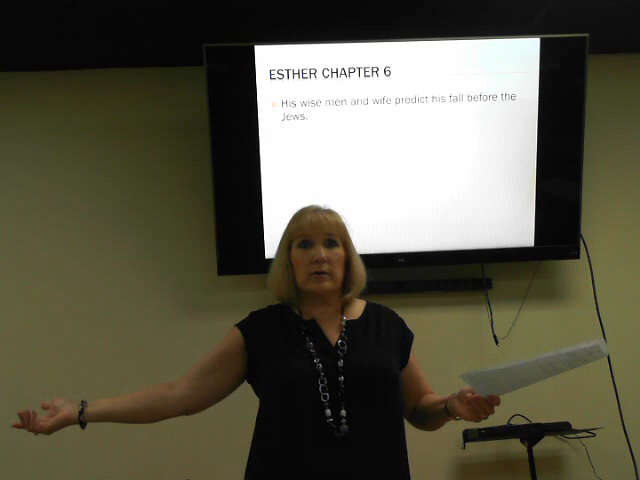 ESTHER CHAPTER 6
His wise men and wife predict his fall before the
Jews.